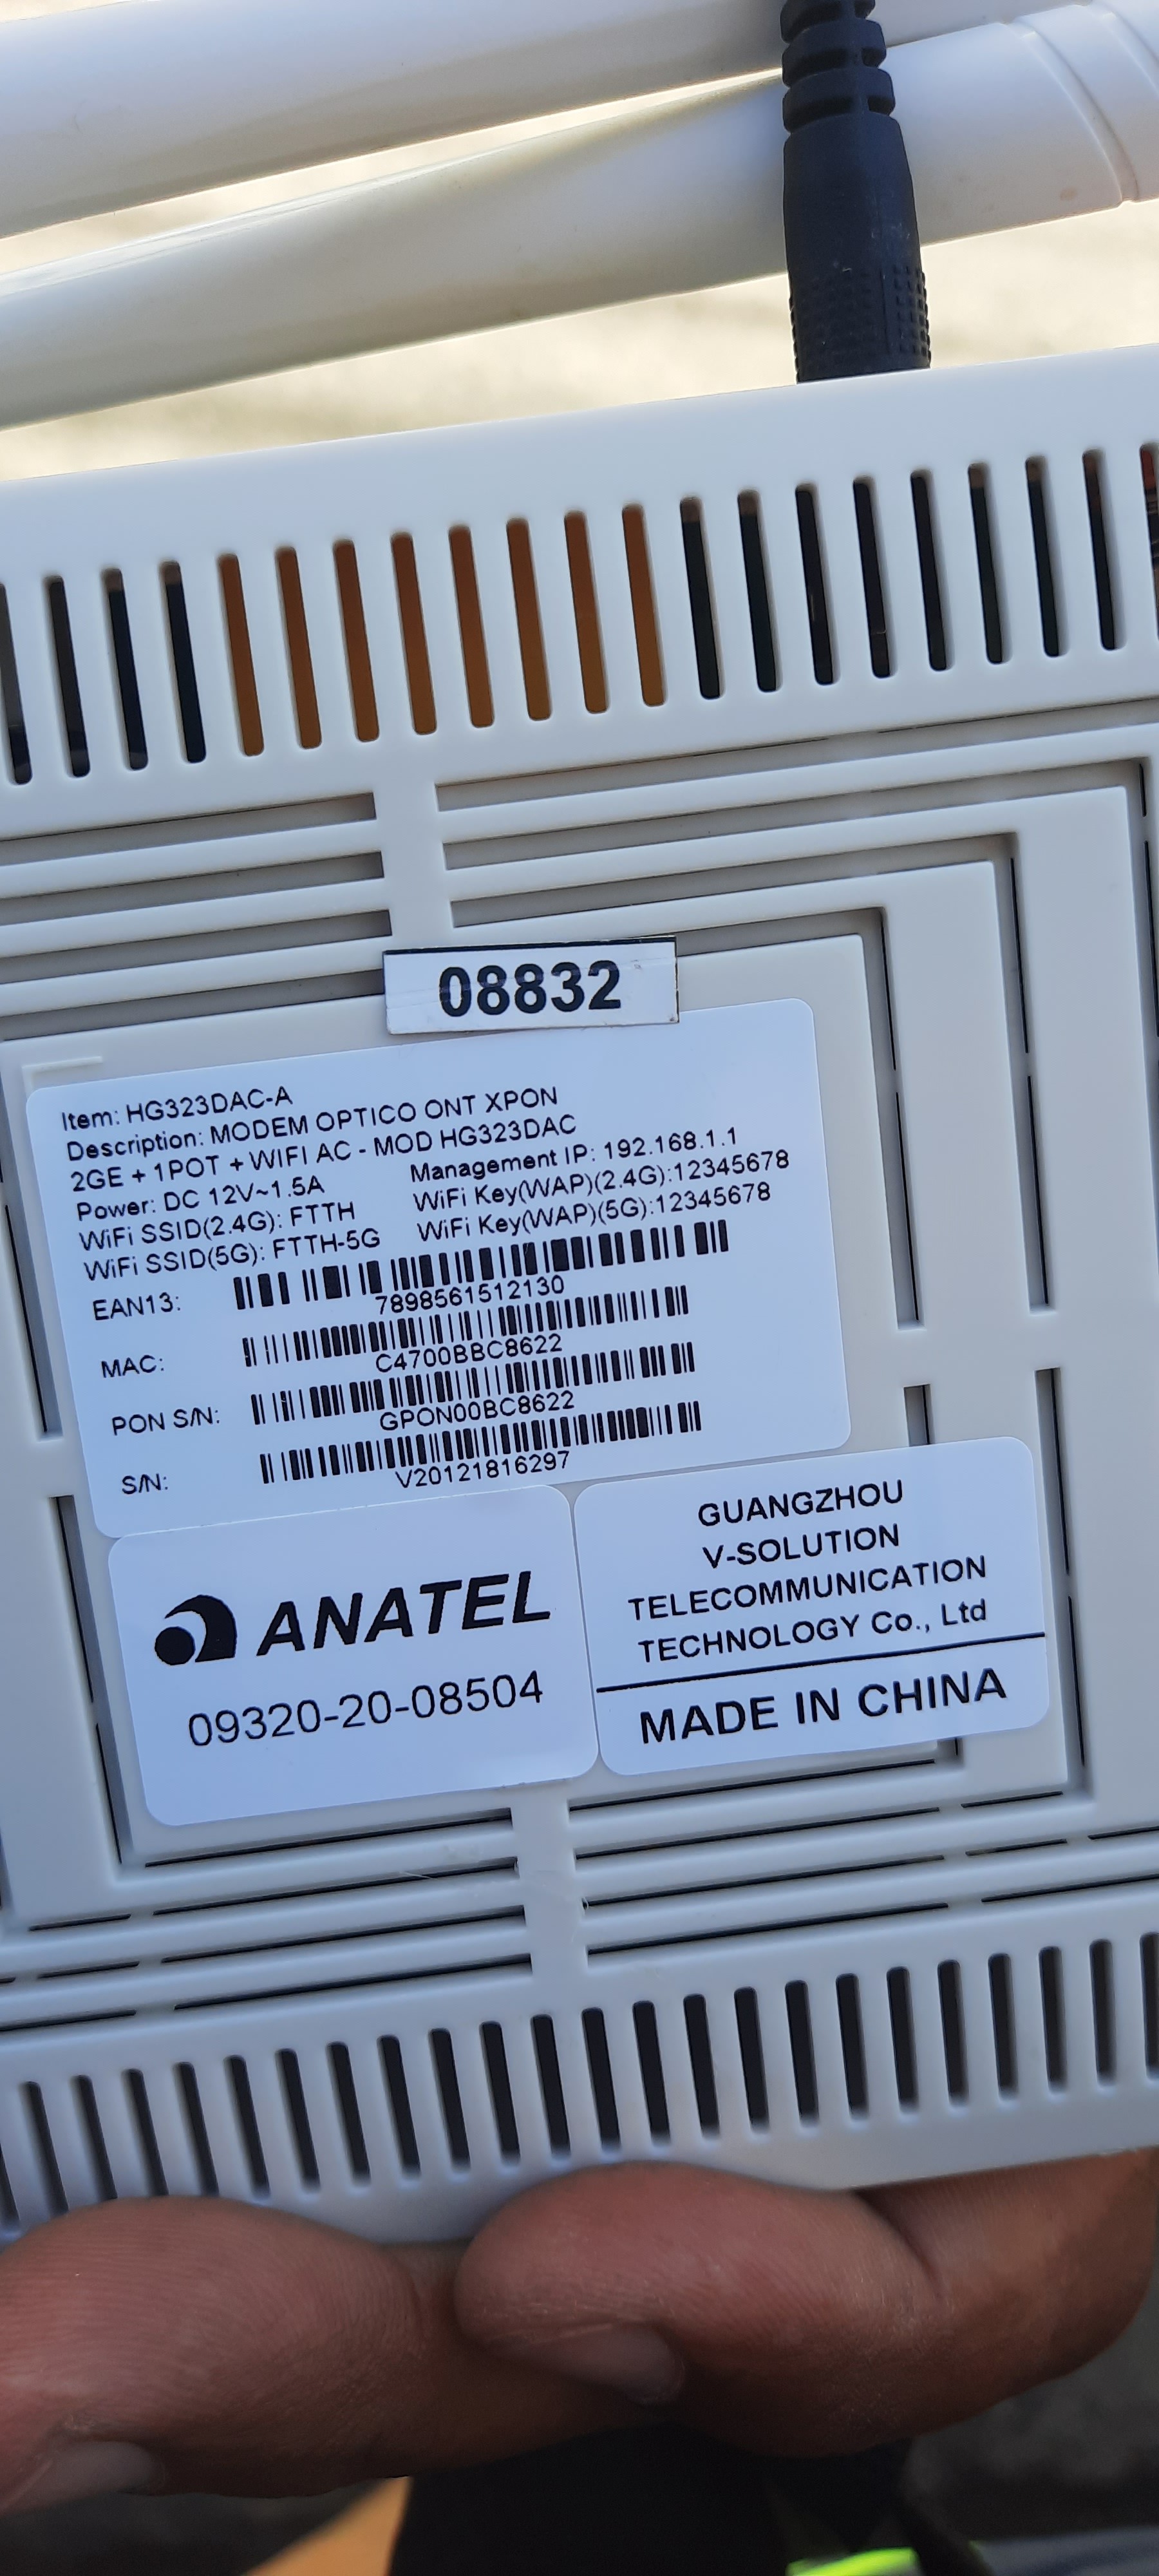 08832
Item: HG323DAC-A
Description: MODEM OPTICO ONT XPON
2GE + 1POT + WIFI AC - MOD HG323DAC
Power: DC 12V~1.5A Management IP: 192.168.1.1
WiFi SSID(2.4G): FTTH WiFi Key(WAP)(2.4G):12345678
WiFi SSID(5G): FTTH-5G WiFi Key(WAP)(5G):12345678
EAN13: 7898561512130
MAC: C4700BBC8622
PON S/N: GPON00BC8622
S/N: V20121816297
ANATEL
09320-20-08504
GUANGZHOU
V-SOLUTION
TELECOMMUNICATION
TECHNOLOGY Co., Ltd
MADE IN CHINA